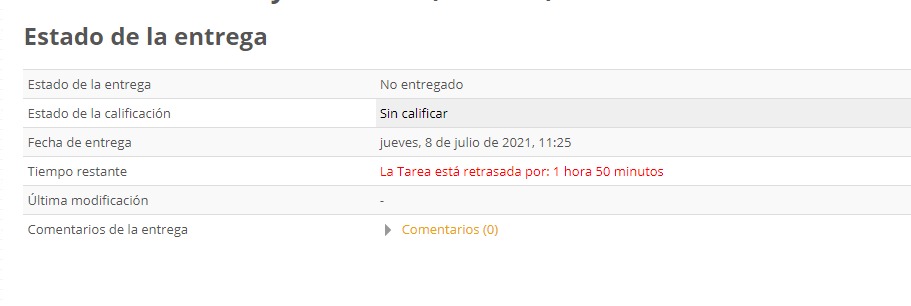 Estado de la entrega
Estado de la entrega No entregado
Estado de la calificación Sin calificar
Fecha de entrega jueves, 8 de julio de 2021, 11:25
Tiempo restante La Tarea está retrasada por: 1 hora 50 minutos
Última modificación -
Comentarios de la entrega Comentarios (0)